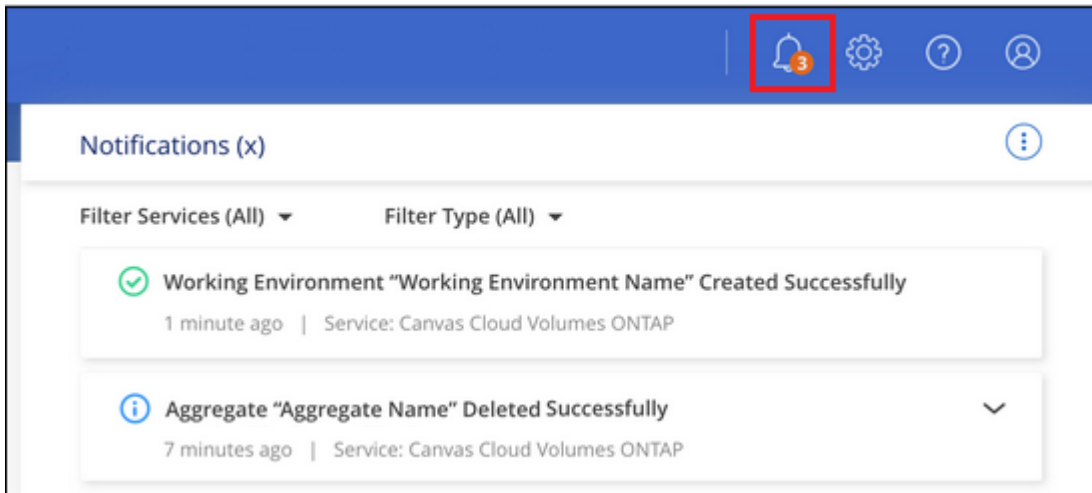 3
Notifications (x)
Filter Services (All) Filter Type (All)
Working Environment “Working Environment Name” Created Successfully
1 minute ago | Service: Canvas Cloud Volumes ONTAP
Aggregate “Aggregate Name” Deleted Successfully
7 minutes ago | Service: Canvas Cloud Volumes ONTAP